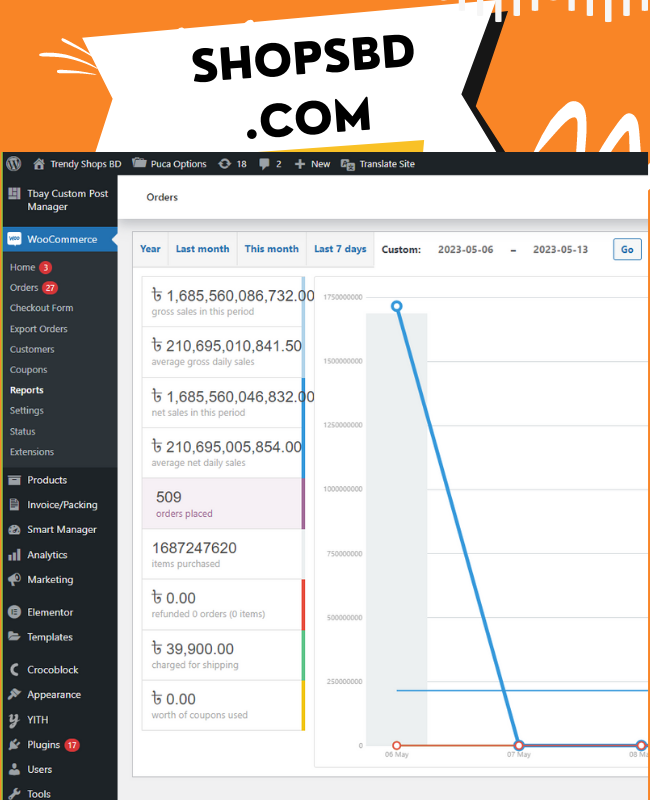 SHOPSBD
.COM
Trendy Shops BD Puca Options 18 2 New Translate Site
Tbay Custom Post
Manager
Orders
WooCommerce
Year Last month This month Last 7 days Custom: 2023-05-06 – 2023-05-13 Go
Home 3
Orders 27
Checkout Form
Export Orders
Customers
Coupons
Reports
Settings
Status
Extensions
Products
Invoice/Packing
Smart Manager
Analytics
Marketing
Elementor
Templates
Crocoblock
Appearance
YITH
Plugins 17
Users
Tools
৳ 1,685,560,086,732.00
gross sales in this period
৳ 210,695,010,841.50
average gross daily sales
৳ 1,685,560,046,832.00
net sales in this period
৳ 210,695,005,854.00
average net daily sales
509
orders placed
1687247620
items purchased
৳ 0.00
refunded 0 orders (0 items)
৳ 39,900.00
charged for shipping
৳ 0.00
worth of coupons used
1750000000
1500000000
1250000000
1000000000
750000000
500000000
250000000
0
06 May 07 May 08 M